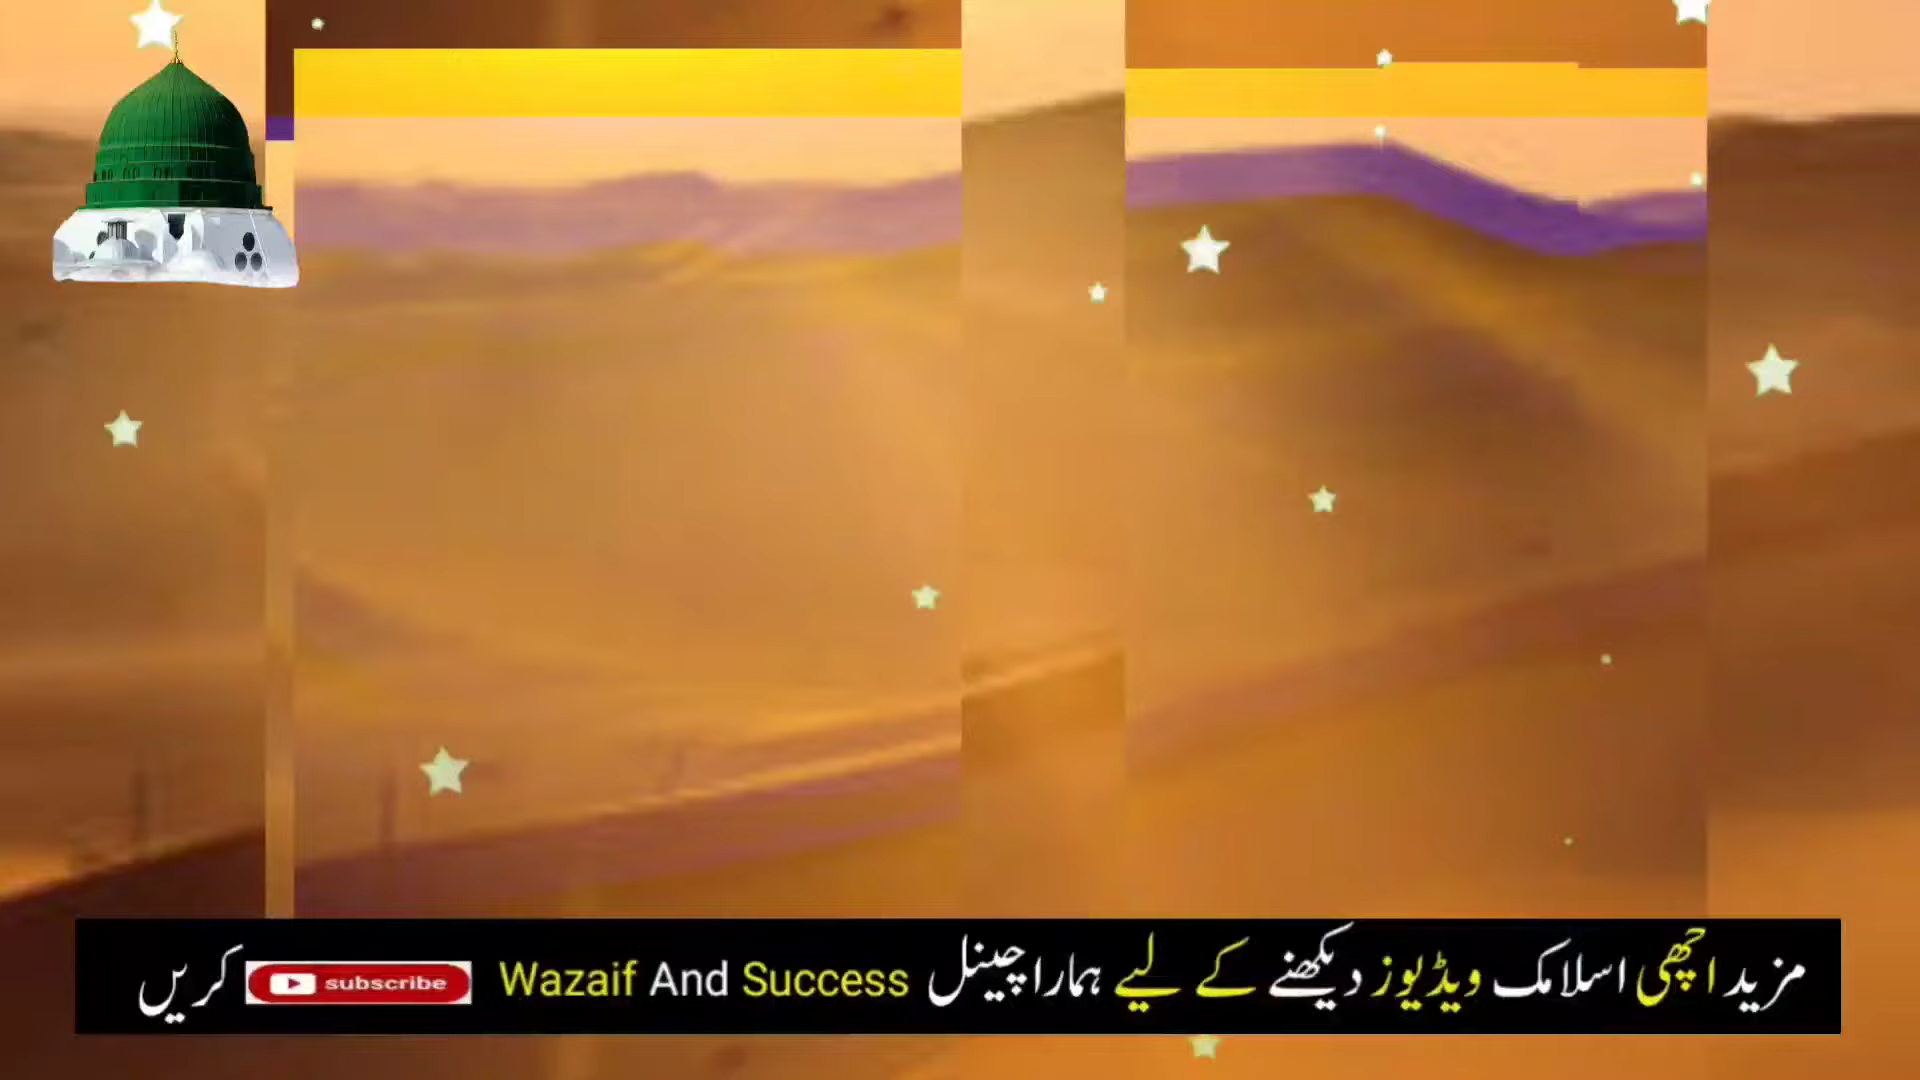 مزید اچھی اسلامک ویڈیوز دیکھنے کے لیے ہمارا چینل Wazaif And Success subscribe کریں